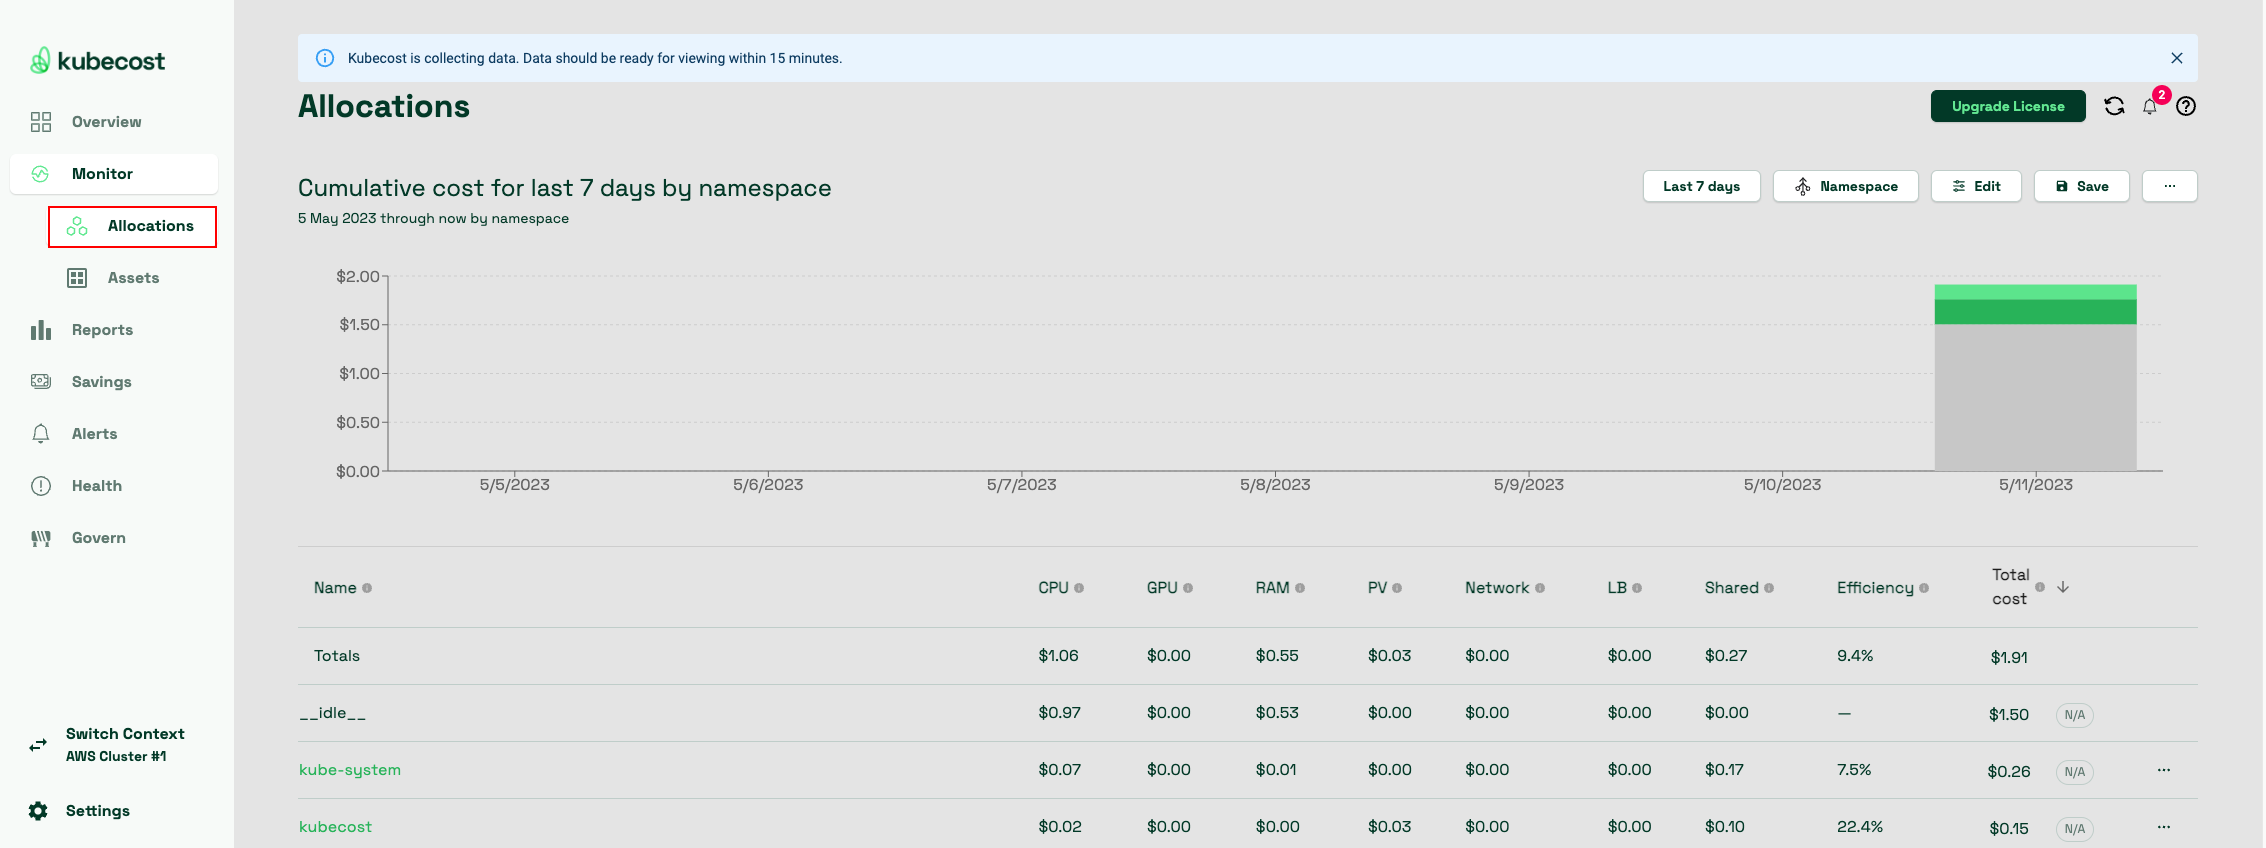 kubecost
Overview
Monitor
Allocations
Assets
Reports
Savings
Alerts
Health
Govern
Switch Context
AWS Cluster #1
Settings
Kubecost is collecting data. Data should be ready for viewing within 15 minutes.
Allocations
Upgrade License
2
Cumulative cost for last 7 days by namespace
5 May 2023 through now by namespace
Last 7 days Namespace Edit Save ...
$2.00
$1.50
$1.00
$0.50
$0.00
5/5/2023 5/6/2023 5/7/2023 5/8/2023 5/9/2023 5/10/2023 5/11/2023
Name CPU GPU RAM PV Network LB Shared Efficiency Total cost
Totals $1.06 $0.00 $0.55 $0.03 $0.00 $0.00 $0.27 9.4% $1.91
__idle__ $0.97 $0.00 $0.53 $0.00 $0.00 $0.00 $0.00 — $1.50 N/A
kube-system $0.07 $0.00 $0.01 $0.00 $0.00 $0.00 $0.17 7.5% $0.26 N/A ...
kubecost $0.02 $0.00 $0.00 $0.03 $0.00 $0.00 $0.10 22.4% $0.15 N/A ...